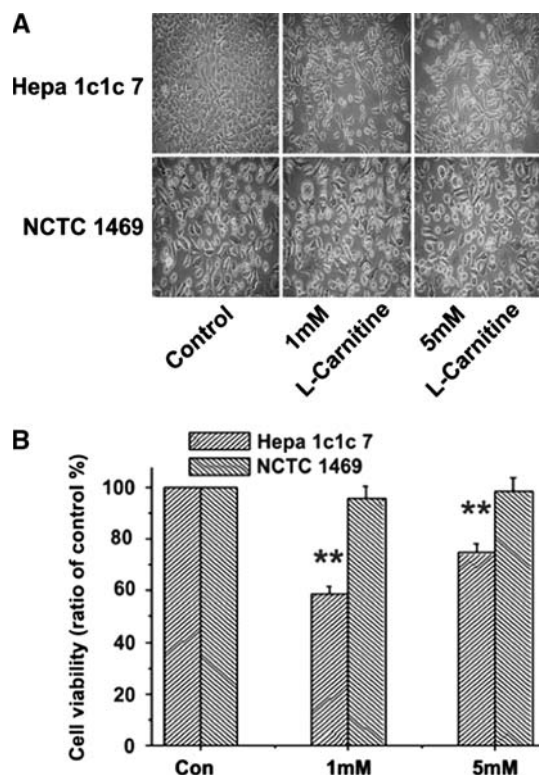 A
Hepa 1c1c 7
NCTC 1469
Control
1mM
L-Carnitine
5mM
L-Carnitine
B
Hepa 1c1c 7
NCTC 1469
Cell viability (ratio of control %)
100
80
60
40
20
0
**
**
Con
1mM
5mM